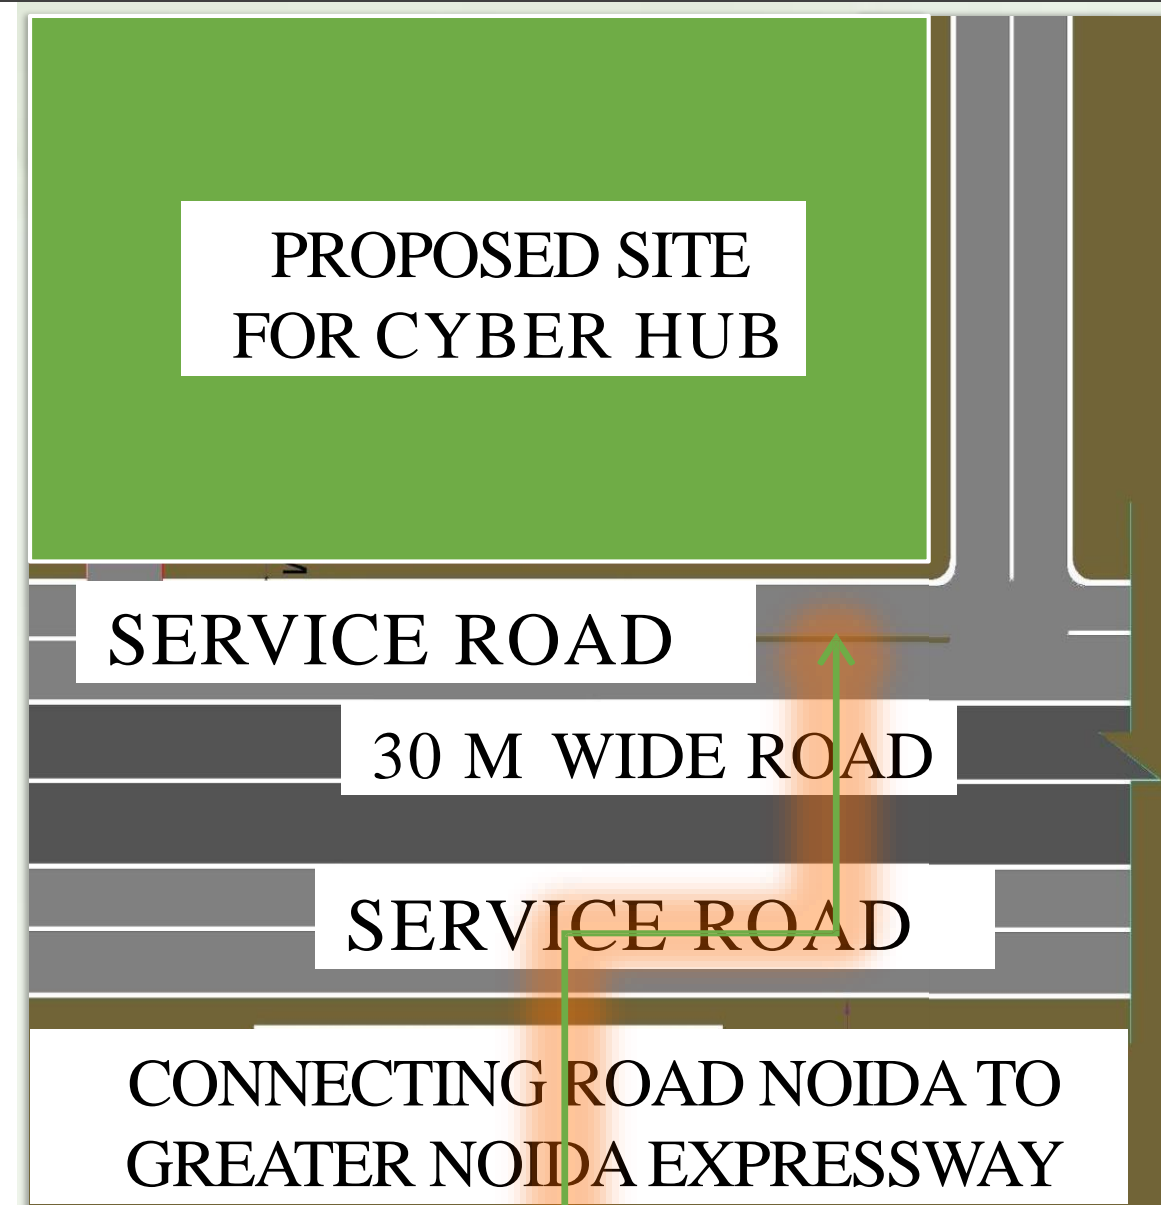 PROPOSED SITE
FOR CYBER HUB
SERVICE ROAD
30 M WIDE ROAD
SERVICE ROAD
CONNECTING ROAD NOIDA TO
GREATER NOIDA EXPRESSWAY